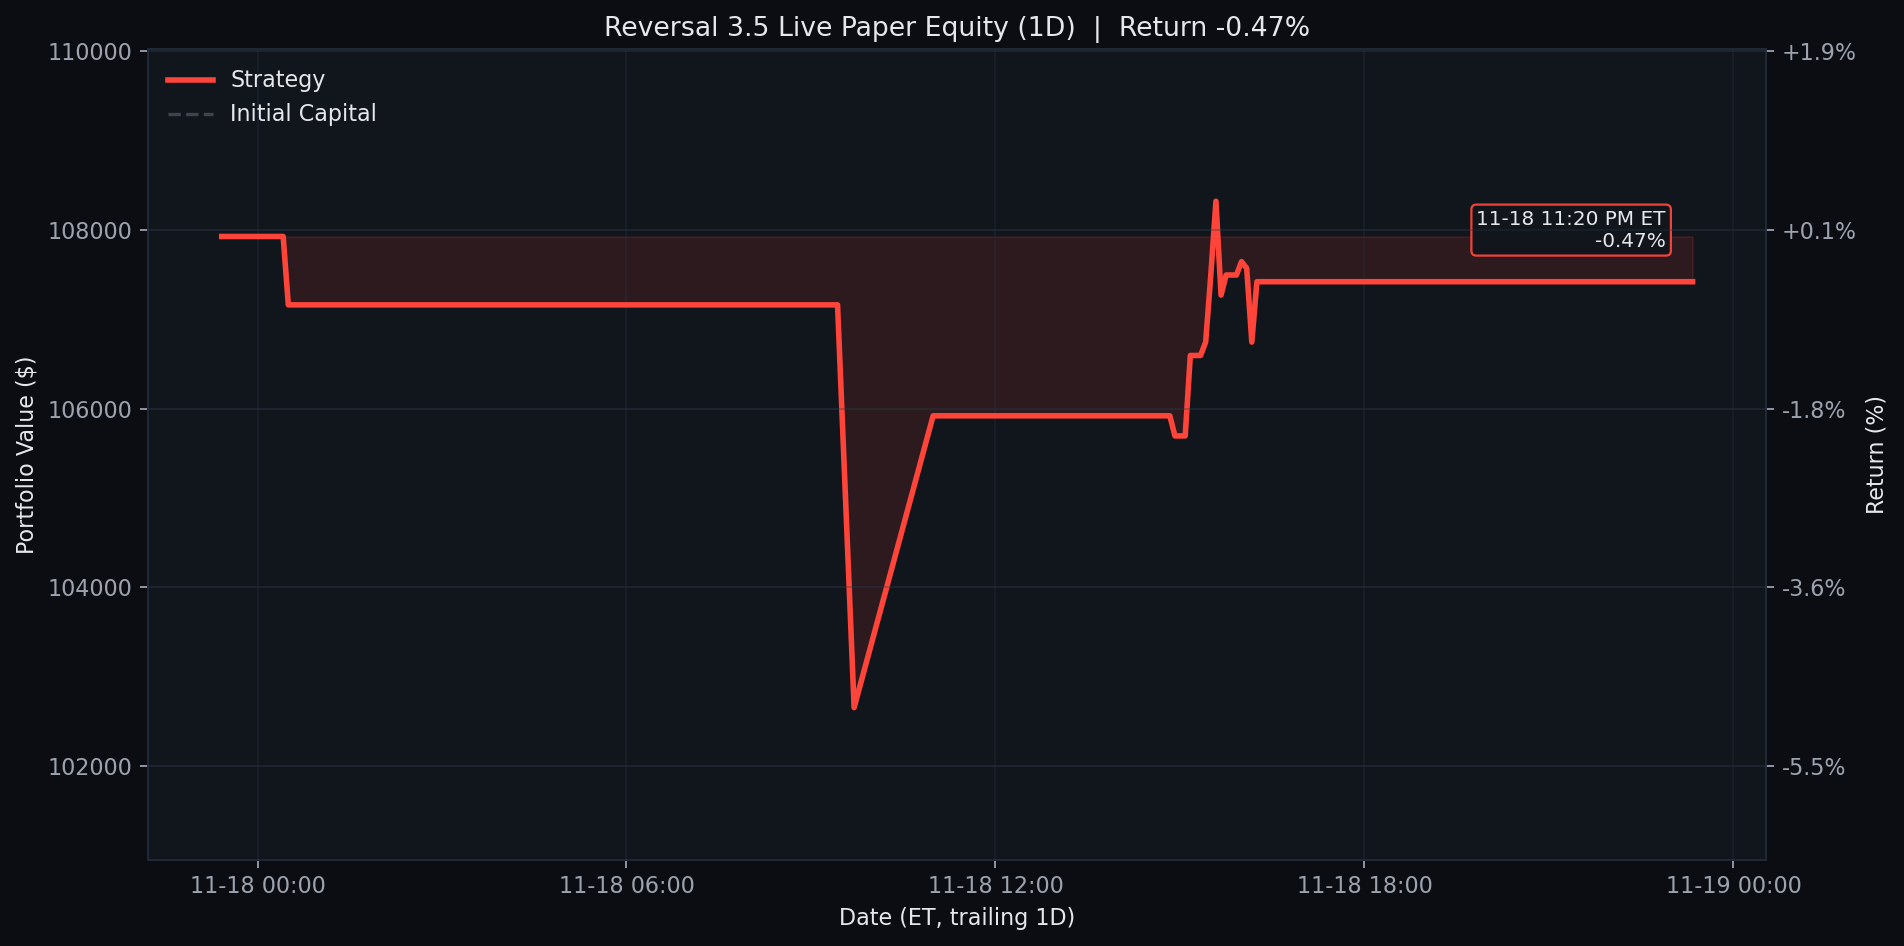 Reversal 3.5 Live Paper Equity (1D)  |  Return -0.47%
Strategy
Initial Capital
110000
108000
106000
104000
102000
Portfolio Value ($)
+1.9%
+0.1%
-1.8%
-3.6%
-5.5%
Return (%)
11-18 11:20 PM ET
-0.47%
11-18 00:00
11-18 06:00
11-18 12:00
11-18 18:00
11-19 00:00
Date (ET, trailing 1D)